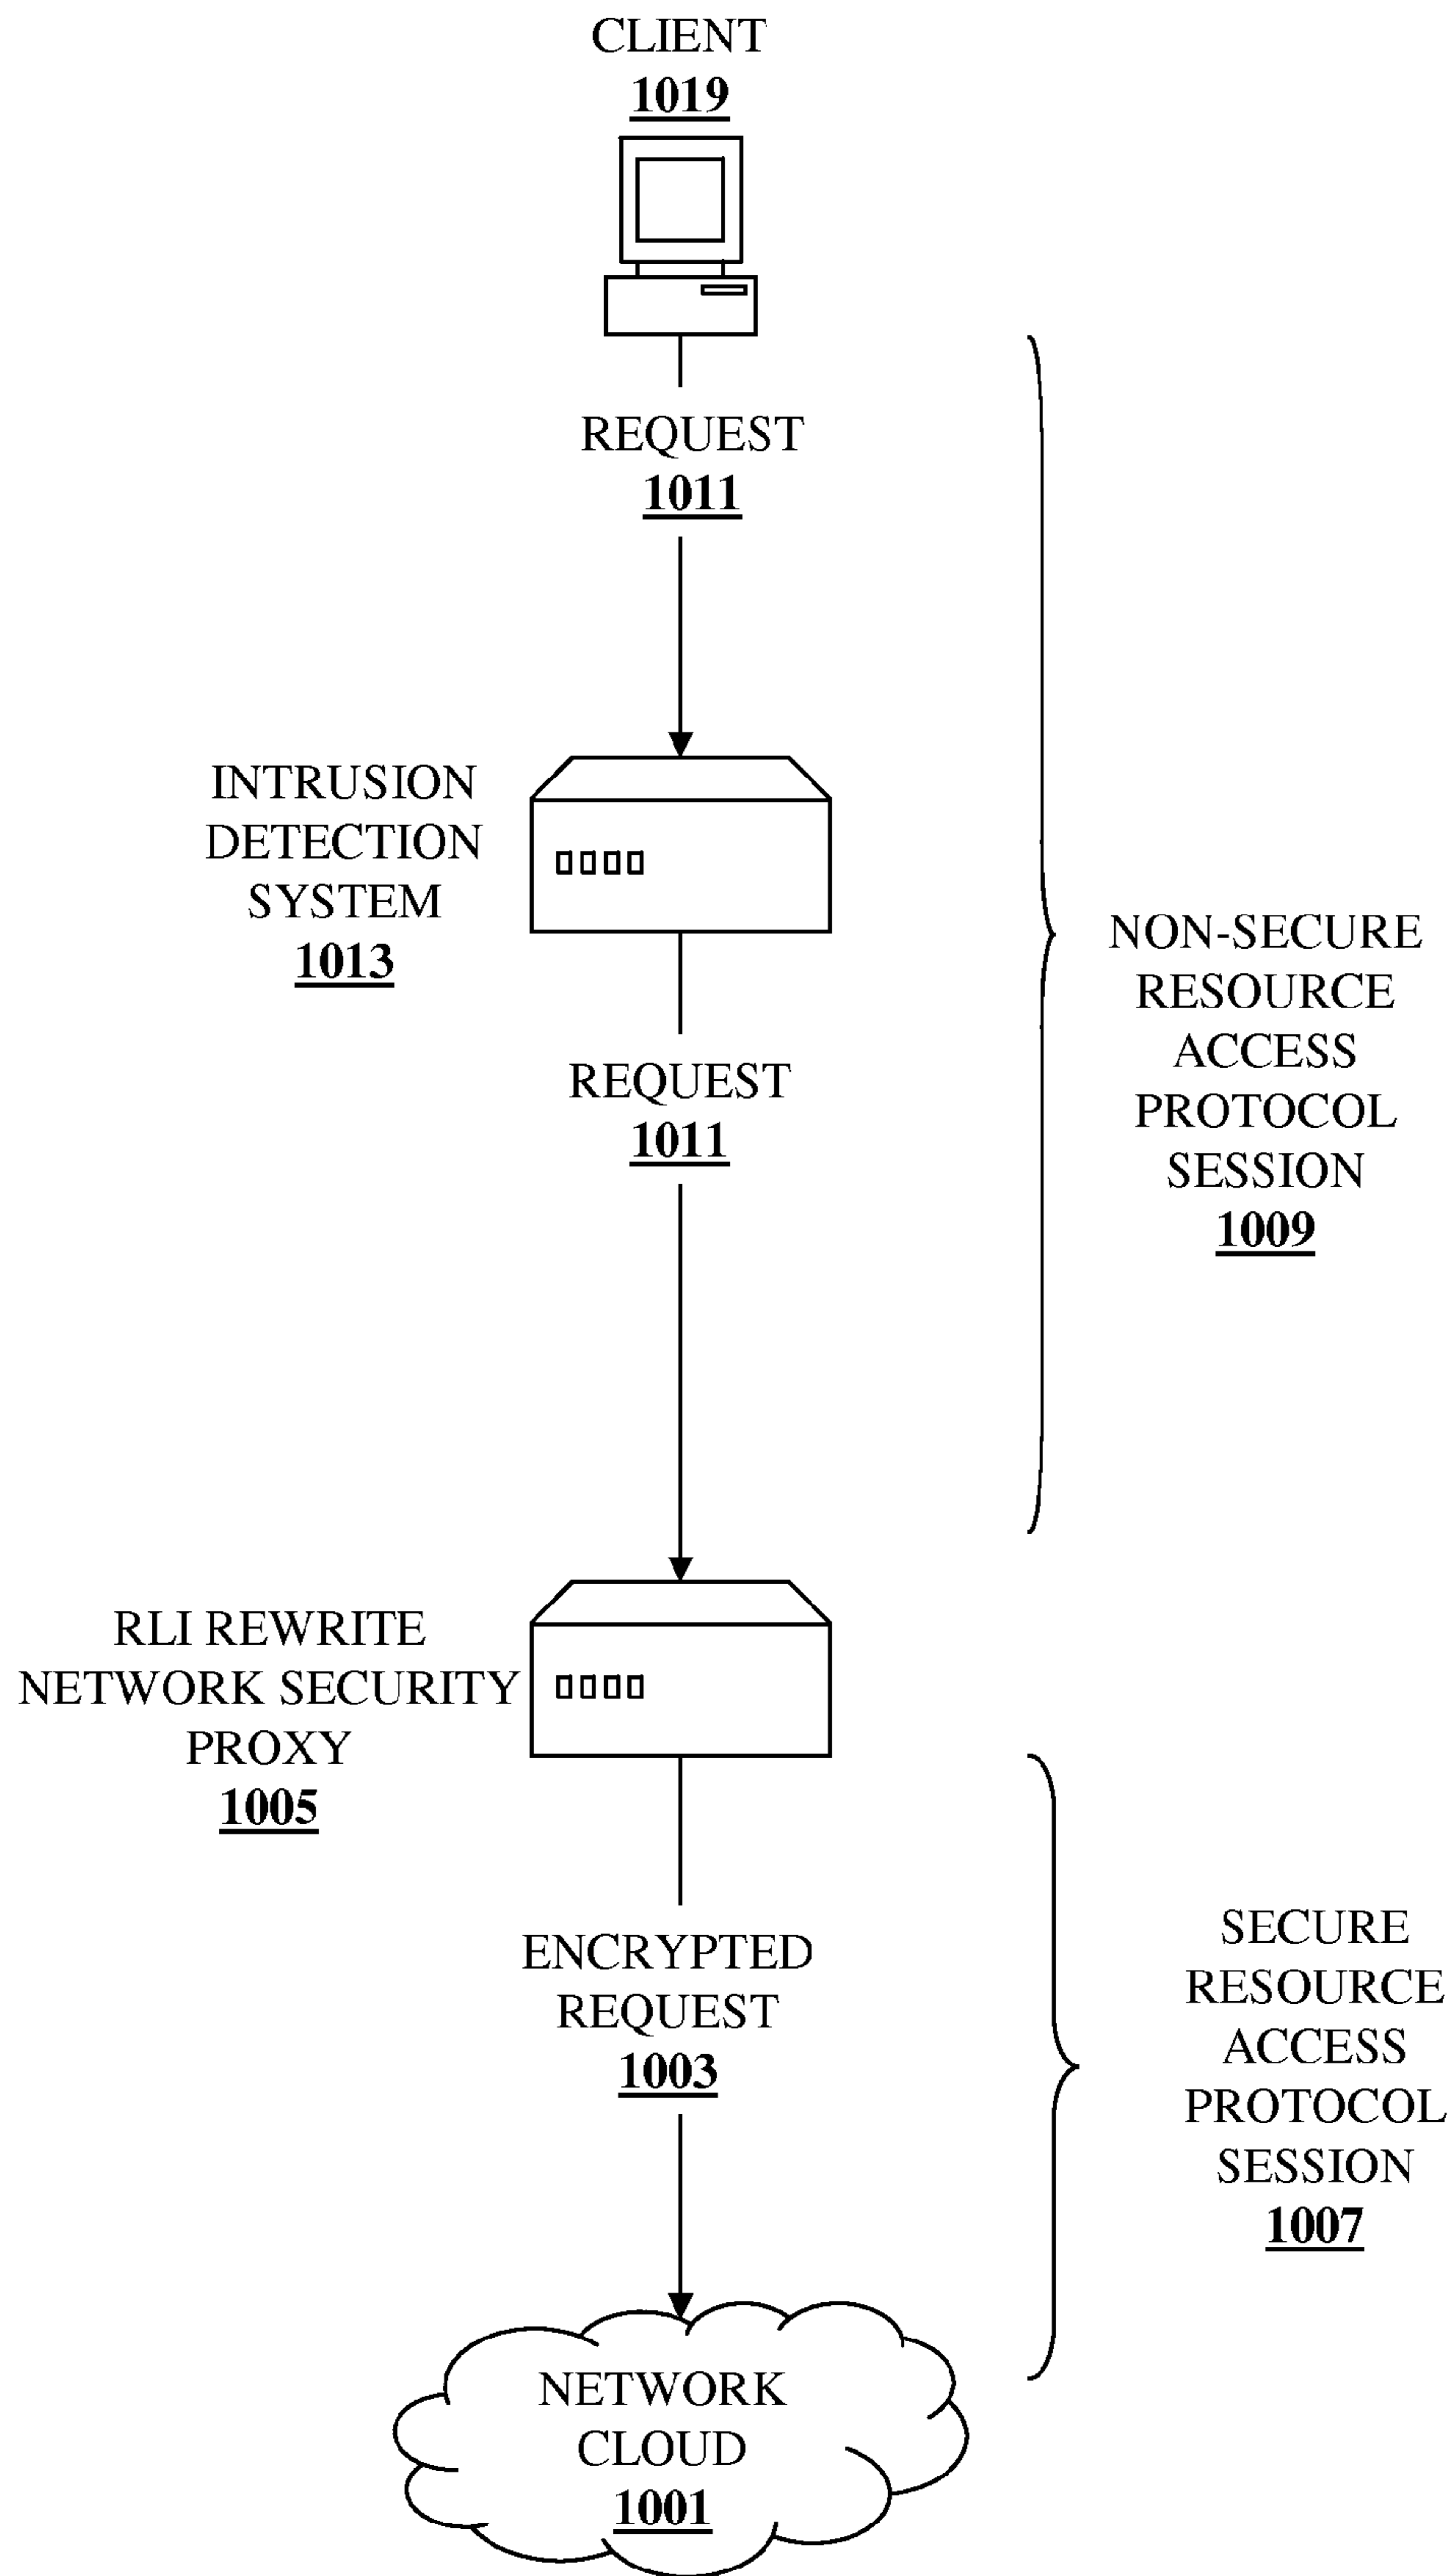 CLIENT
1019
REQUEST
1011
INTRUSION
DETECTION
SYSTEM
1013
NON-SECURE
RESOURCE
ACCESS
PROTOCOL
SESSION
1009
REQUEST
1011
RLI REWRITE
NETWORK SECURITY
PROXY
1005
ENCRYPTED
REQUEST
1003
SECURE
RESOURCE
ACCESS
PROTOCOL
SESSION
1007
NETWORK
CLOUD
1001